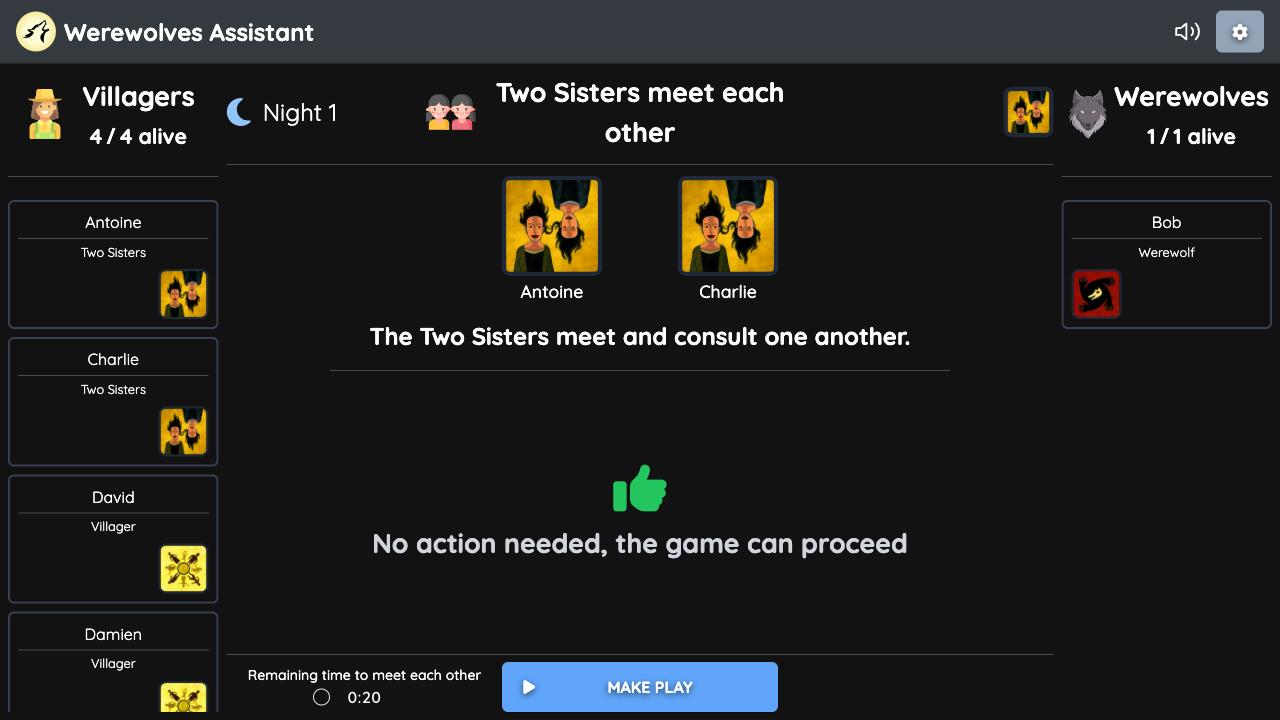 Werewolves Assistant
Villagers
4 / 4 alive
Night 1
Two Sisters meet each
other
Werewolves
1 / 1 alive
Antoine
Two Sisters
Charlie
Two Sisters
David
Villager
Damien
Villager
Antoine
Charlie
The Two Sisters meet and consult one another.
No action needed, the game can proceed
Remaining time to meet each other
0:20
MAKE PLAY
Bob
Werewolf